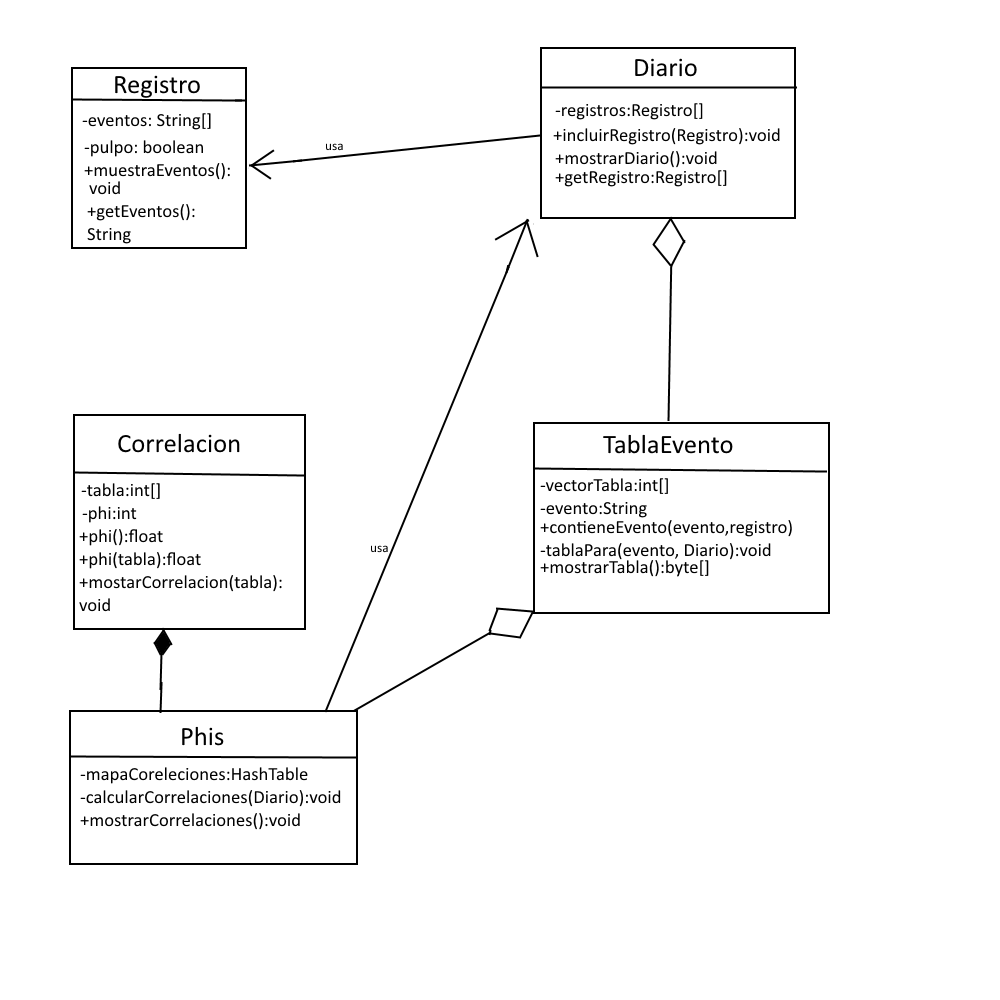 Registro
-eventos: String[]
-pulpo: boolean
+muestraEventos():
void
+getEventos():
String
usa
Diario
-registros:Registro[]
+incluirRegistro(Registro):void
+mostrarDiario():void
+getRegistro:Registro[]
Correlacion
-tabla:int[]
-phi:int
+phi():float
+phi(tabla):float
+mostarCorrelacion(tabla):
void
usa
TablaEvento
-vectorTabla:int[]
-evento:String
+contieneEvento(evento,registro)
-tablaPara(evento, Diario):void
+mostrarTabla():byte[]
Phis
-mapaCoreleciones:HashTable
-calcularCorrelaciones(Diario):void
+mostrarCorrelaciones():void